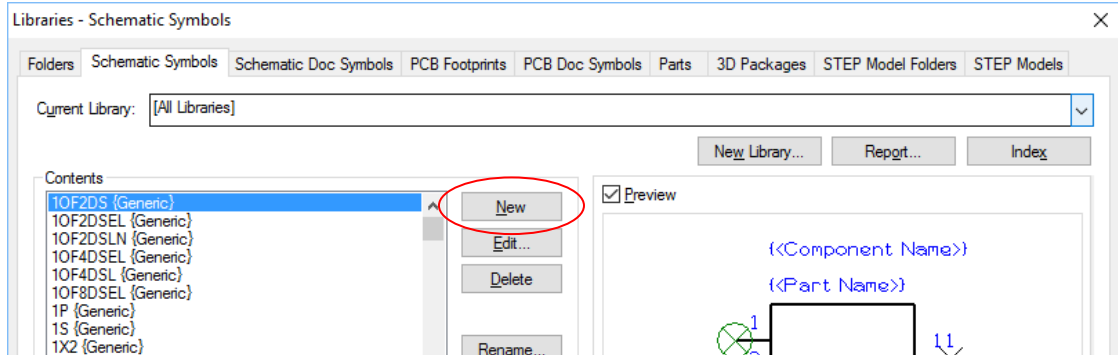 Libraries - Schematic Symbols
Folders Schematic Symbols Schematic Doc Symbols PCB Footprints PCB Doc Symbols Parts 3D Packages STEP Model Folders STEP Models
Current Library: [All Libraries]
New Library... Report... Index
Contents
1OF2DS {Generic}
1OF2DSEL {Generic}
1OF2DSLN {Generic}
1OF4DSEL {Generic}
1OF4DSL {Generic}
1OF8DSEL {Generic}
1P {Generic}
1S {Generic}
1X2 {Generic}
New
Edit...
Delete
Rename...
Preview
{<Component Name>}
{<Part Name>}
1
11